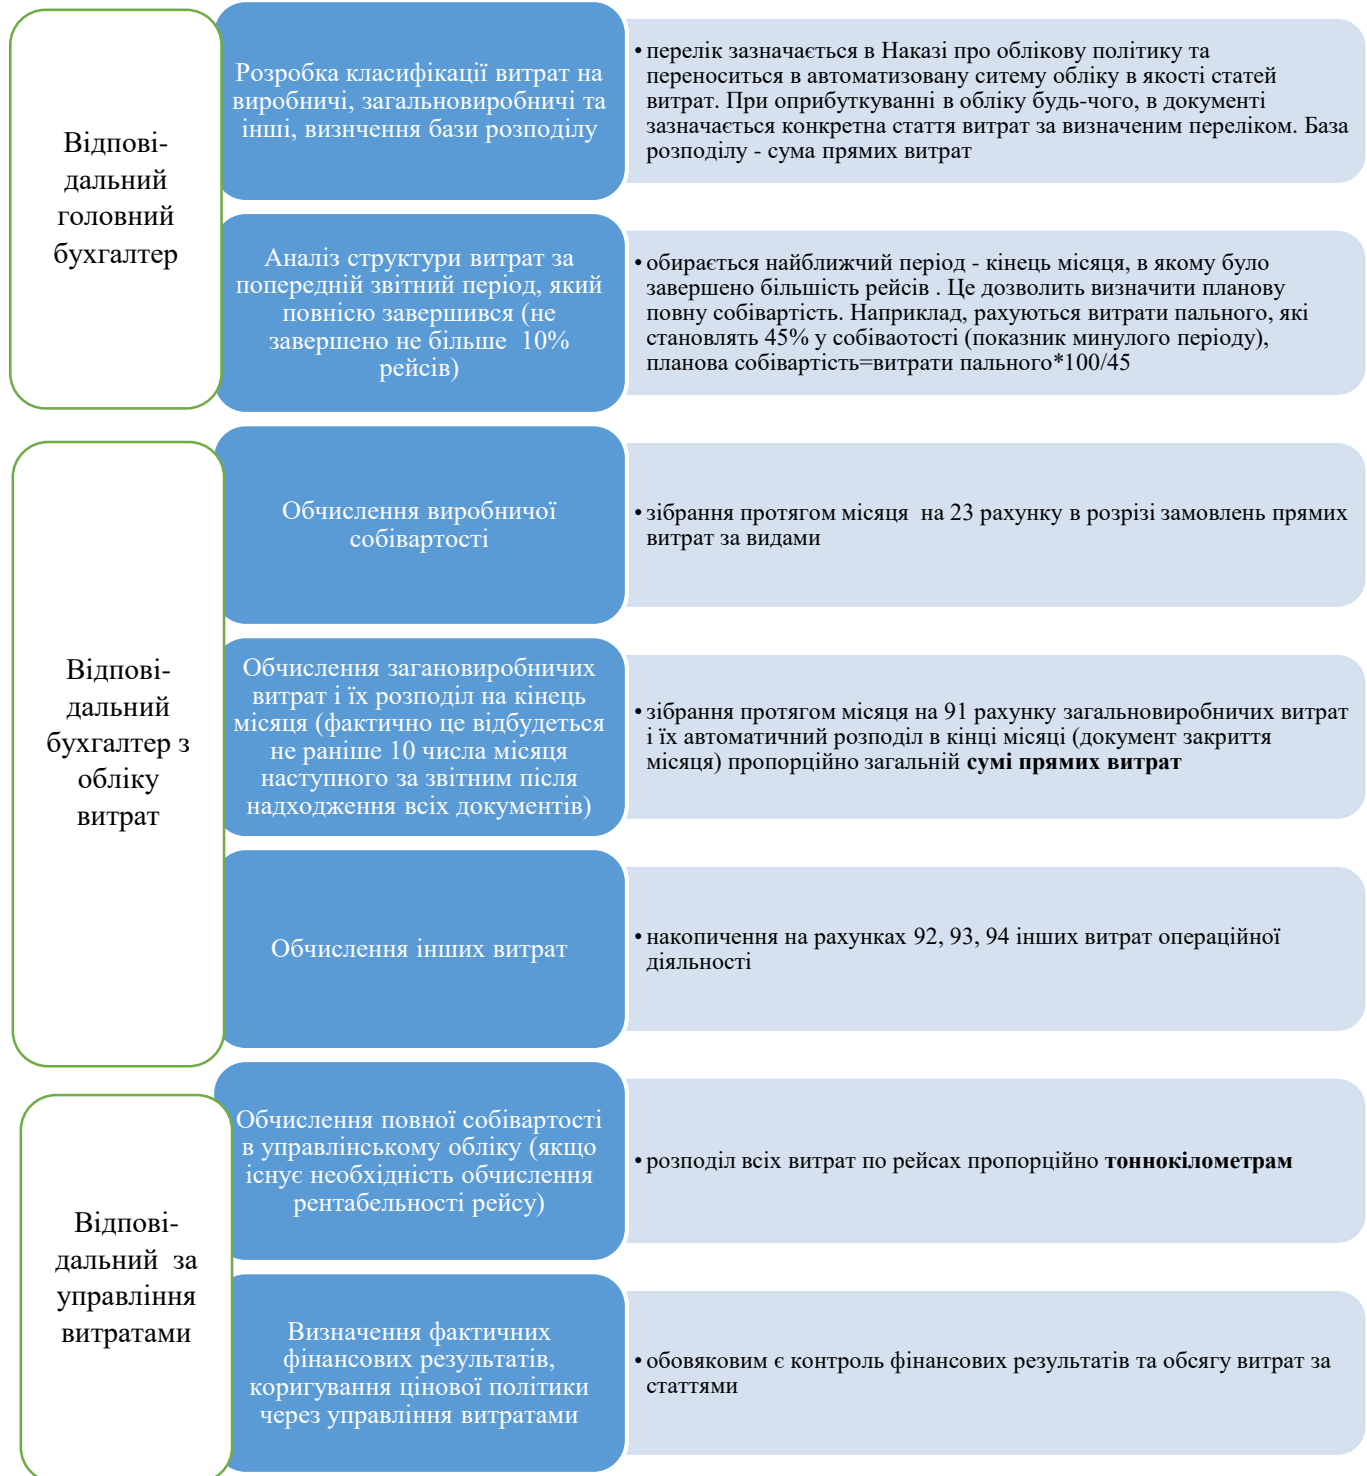 Відпові-
дальний
головний
бухгалтер
Розробка класифікації витрат на
виробничі, загальновиробничі та
інші, визнчення бази розподілу
• перелік зазначається в Наказі про облікову політику та
переноситься в автоматизовану ситему обліку в якості статей
витрат. При оприбуткуванні в обліку будь-чого, в документі
зазначається конкретна стаття витрат за визначеним переліком. База
розподілу - сума прямих витрат
Аналіз структури витрат за
попередній звітний період, який
повнісю завершився (не
завершено не більше 10%
рейсів)
• обирається найближчий період - кінець місяця, в якому було
завершено більшість рейсів . Це дозволить визначити планову
повну собівартість. Наприклад, рахуються витрати пального, які
становлять 45% у собіваотості (показник минулого періоду),
планова собівартість=витрати пального*100/45
Відпові-
дальний
бухгалтер з
обліку
витрат
Обчислення виробничої
собівартості
• зібрання протягом місяця на 23 рахунку в розрізі замовлень прямих
витрат за видами
Обчислення загановиробничих
витрат і їх розподіл на кінець
місяця (фактично це відбудеться
не раніше 10 числа місяця
наступного за звітним після
надходження всіх документів)
• зібрання протягом місяця на 91 рахунку загальновиробничих витрат
і їх автоматичний розподіл в кінці місяці (документ закриття
місяця) пропорційно загальній сумі прямих витрат
Обчислення інших витрат
• накопичення на рахунках 92, 93, 94 інших витрат операційної
діяльності
Відпові-
дальний за
управління
витратами
Обчислення повної собівартості
в управлінському обліку (якщо
існує необхідність обчислення
рентабельності рейсу)
• розподіл всіх витрат по рейсах пропорційно тоннокілометрам
Визначення фактичних
фінансових результатів,
коригування цінової політики
через управління витратами
• обовяковим є контроль фінансових результатів та обсягу витрат за
статтями